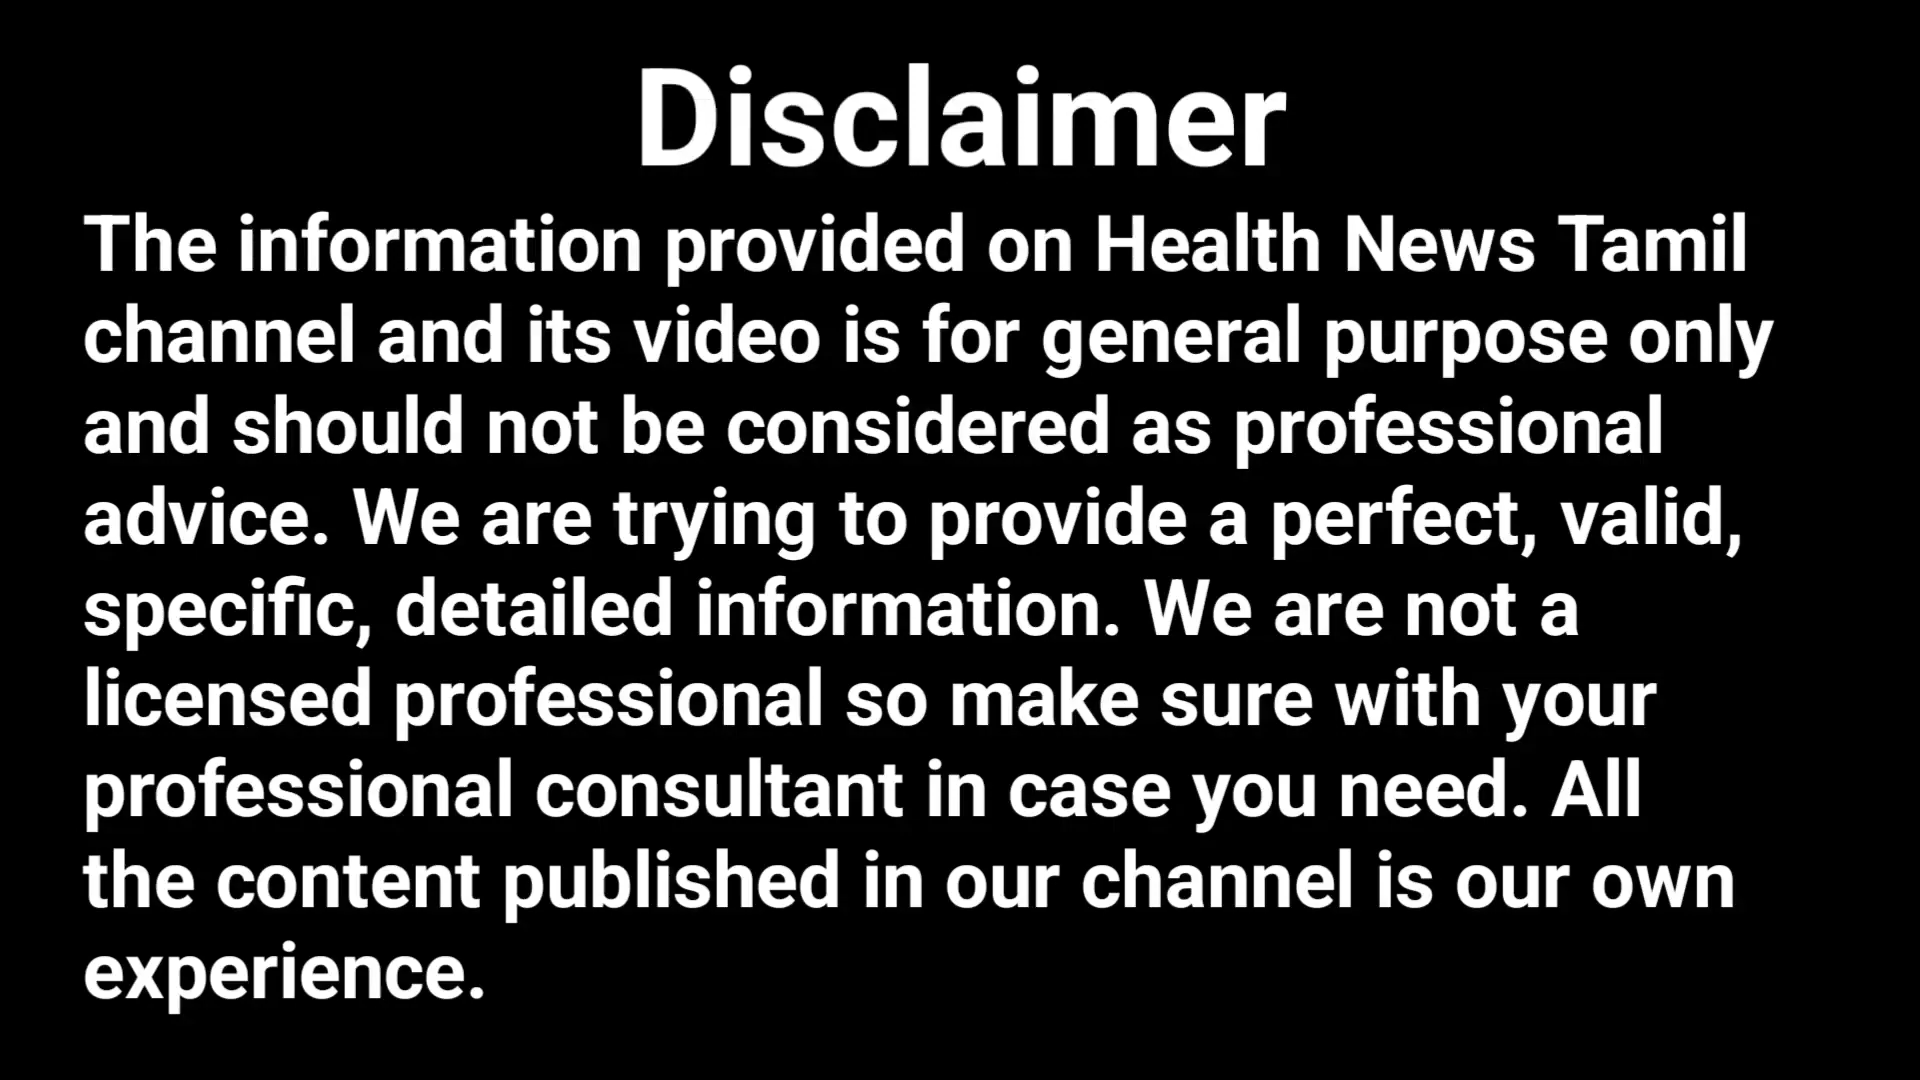 Disclaimer
The information provided on Health News Tamil
channel and its video is for general purpose only
and should not be considered as professional
advice. We are trying to provide a perfect, valid,
specific, detailed information. We are not a
licensed professional so make sure with your
professional consultant in case you need. All
the content published in our channel is our own
experience.